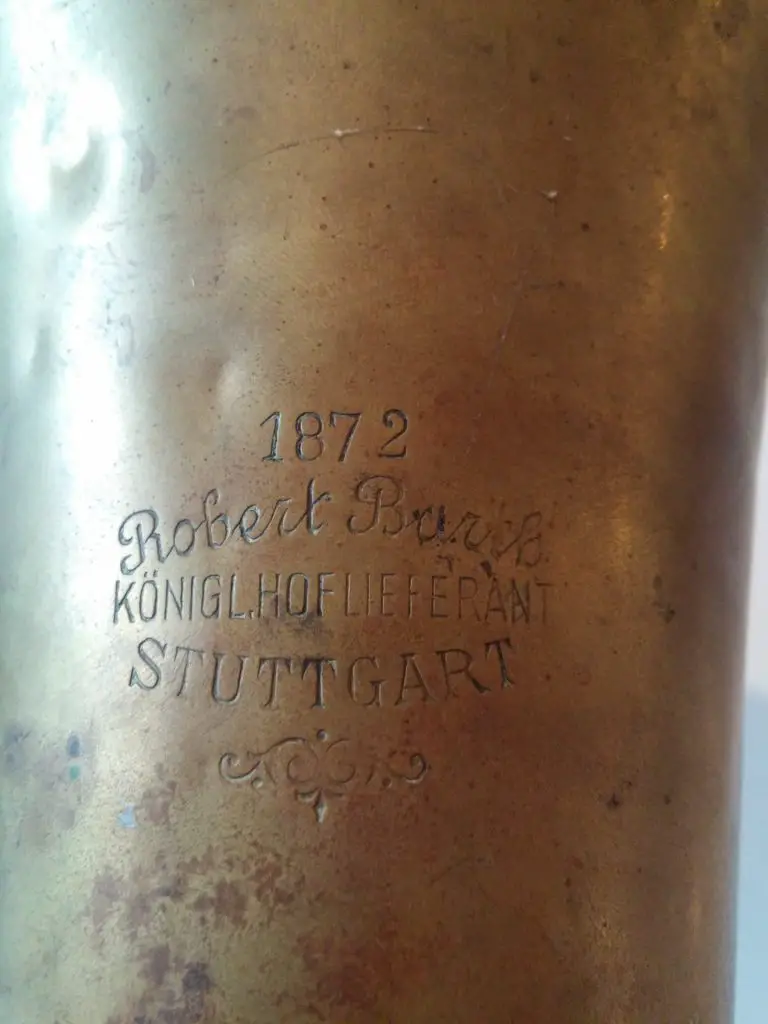 1872
Robert Barth
KÖNIGL.HOFLIEFERANT
STUTTGART